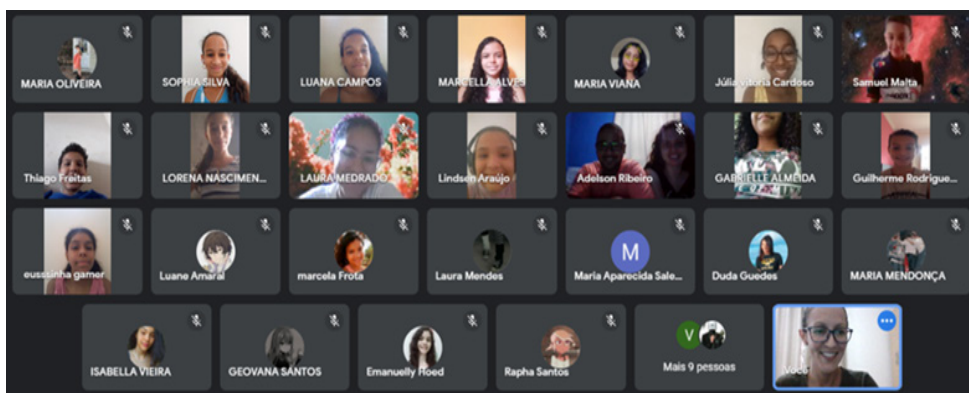 MARIA OLIVEIRA
SOPHIA SILVA
LUANA CAMPOS
MARCELLA ALVES
MARIA VIANA
Júlia Vitoria Cardoso
Samuel Malta
Thiago Freitas
LORENA NASCIMEN...
LAURA MEDRADO
Lindsen Araújo
Adelson Ribeiro
GABRIELLE ALMEIDA
Guilherme Rodrigue...
eusssinha gamer
Luane Amaral
marcela Frota
Laura Mendes
M
Maria Aparecida Sale...
Duda Guedes
MARIA MENDONÇA
ISABELLA VIEIRA
GEOVANA SANTOS
Emanuelly Hoed
Rapha Santos
V
Mais 9 pessoas
Você